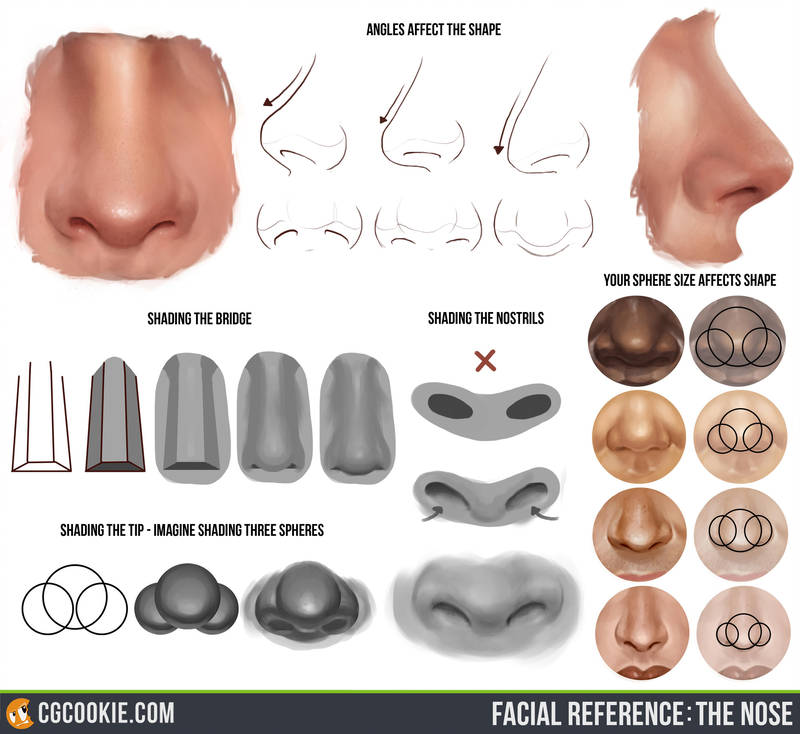 ANGLES AFFECT THE SHAPE
YOUR SPHERE SIZE AFFECTS SHAPE
SHADING THE BRIDGE
SHADING THE NOSTRILS
SHADING THE TIP - IMAGINE SHADING THREE SPHERES
CGCOOKIE.COM
FACIAL REFERENCE: THE NOSE